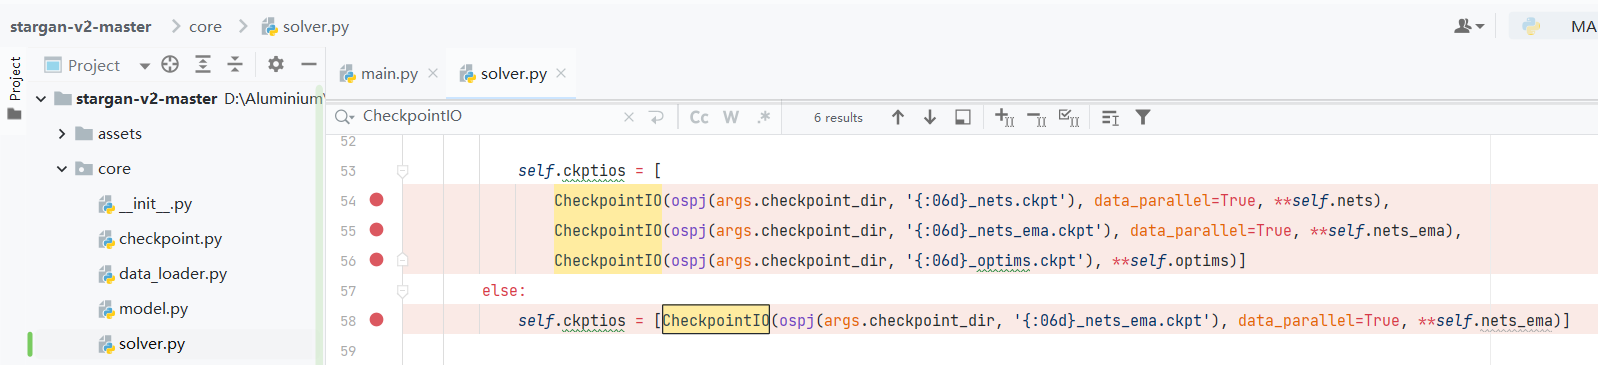 stargan-v2-master > core > solver.py
MA
Project
Project
stargan-v2-master D:\Aluminium\
assets
core
__init__.py
checkpoint.py
data_loader.py
model.py
solver.py
main.py
solver.py
CheckpointIO
Cc W .*
6 results
52
53 self.ckptios = [
54 CheckpointIO(ospj(args.checkpoint_dir, '{:06d}_nets.ckpt'), data_parallel=True, **self.nets),
55 CheckpointIO(ospj(args.checkpoint_dir, '{:06d}_nets_ema.ckpt'), data_parallel=True, **self.nets_ema),
56 CheckpointIO(ospj(args.checkpoint_dir, '{:06d}_optims.ckpt'), **self.optims)]
57 else:
58 self.ckptios = [CheckpointIO(ospj(args.checkpoint_dir, '{:06d}_nets_ema.ckpt'), data_parallel=True, **self.nets_ema)]
59